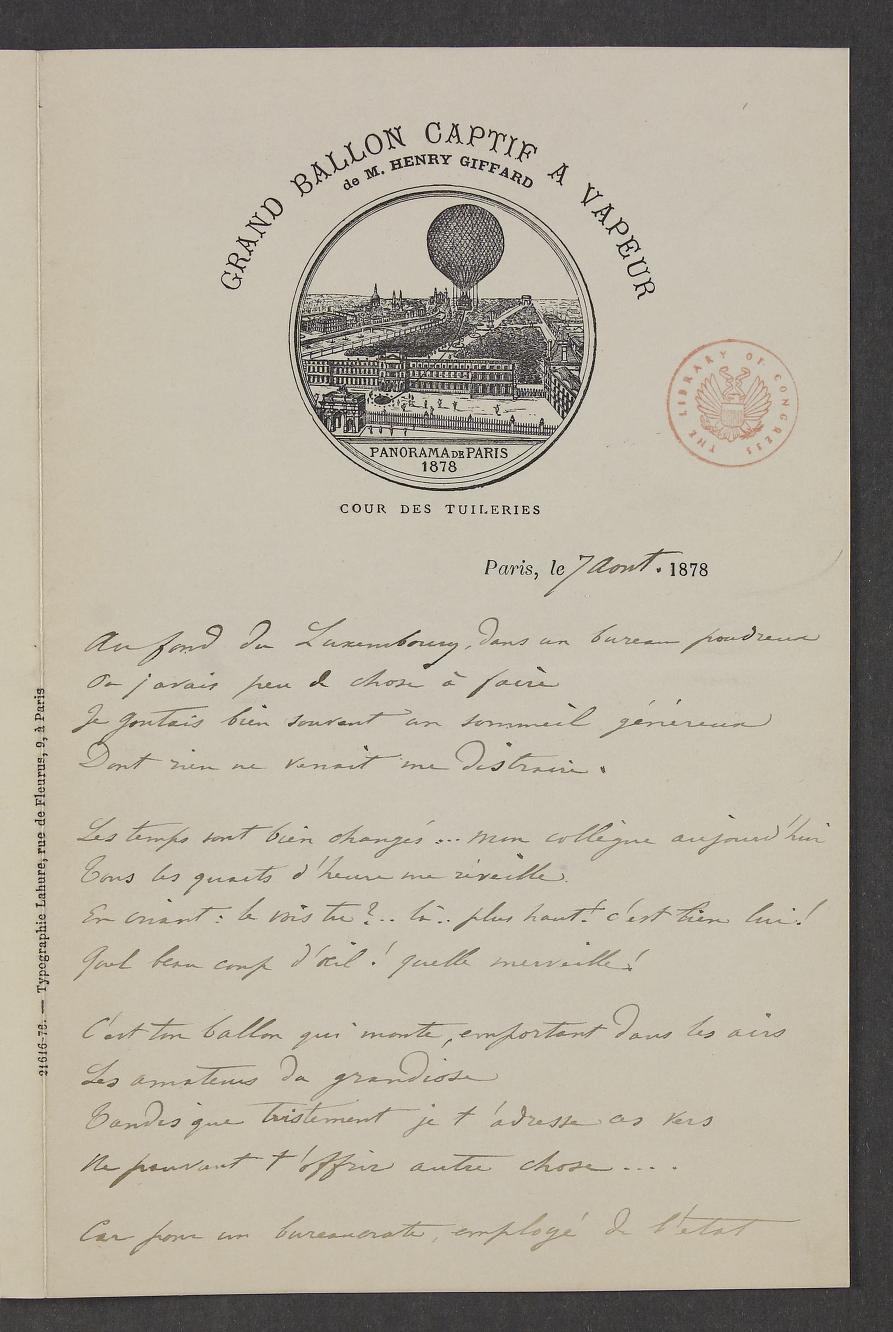 GRAND BALLON CAPTIF A VAPEUR
de M. HENRY GIFFARD
PANORAMA DE PARIS
1878
THE LIBRARY OF CONGRESS
COUR DES TUILERIES
Paris, le 7 Aout. 1878
Au fond du Luxembourg, dans un bureau poudreux
Ou j'avais peu de chose à faire
Je goutais bien souvent un sommeil généreux
Dont rien ne venait me distraire.
Les temps sont bien changés... mon collègue aujourd'hui
Tous les quarts d'heure me réveille
En criant: le vois tu?.. là.. plus haut! c'est bien lui!
Quel beau coup d'œil! quelle merveille!
C'est ton ballon qui monte, emportant dans les airs
Les amateurs du grandiose
Tandis que tristement je t'adresse ces vers
Ne pouvant t'offrir autre chose....
Car pour un bureaucrate, employé de l'état
21616-78. — Typographie Lahure, rue de Fleurus, 9, à Paris